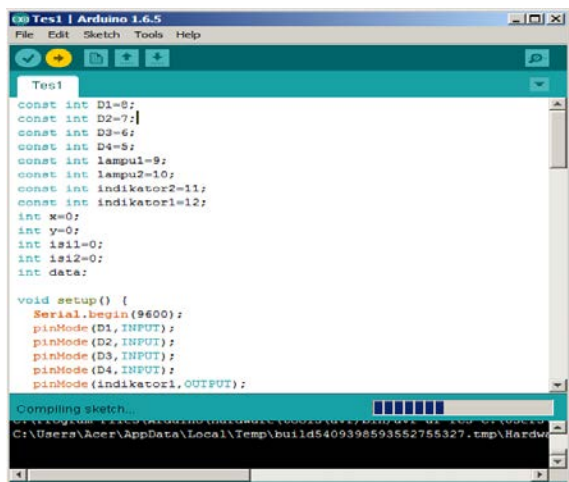 Tes1 | Arduino 1.6.5
File Edit Sketch Tools Help
Tes1
const int D1=8;
const int D2=7;
const int D3=6;
const int D4=5;
const int lampu1=9;
const int lampu2=10;
const int indikator2=11;
const int indikator1=12;
int x=0;
int y=0;
int isi1=0;
int isi2=0;
int data;
void setup() {
Serial.begin(9600);
pinMode(D1,INPUT);
pinMode(D2,INPUT);
pinMode(D3,INPUT);
pinMode(D4,INPUT);
pinMode(indikator1,OUTPUT);
Compiling sketch...
C:\Users\Acer\AppData\Local\Temp\build5409398593552755327.tmp\Hardwa